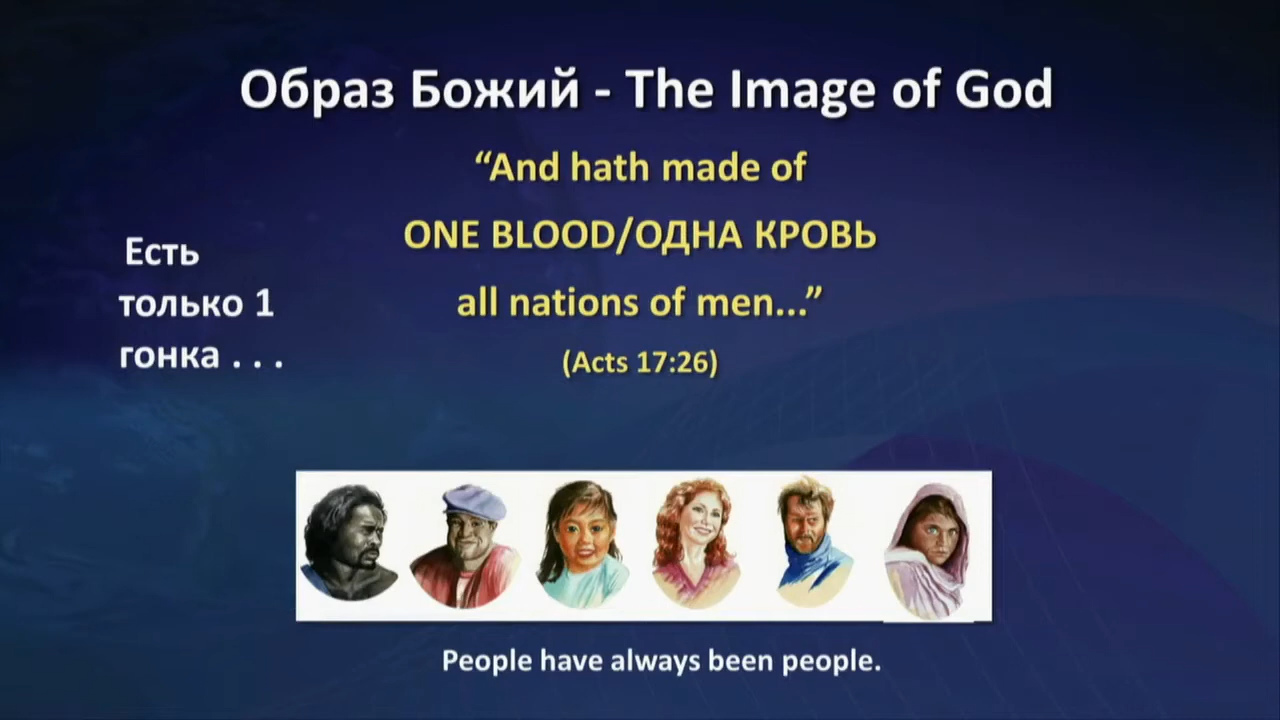 Образ Божий - The Image of God
“And hath made of
ONE BLOOD/ОДНА КРОВЬ
all nations of men...”
(Acts 17:26)
Есть
только 1
гонка . . .
People have always been people.